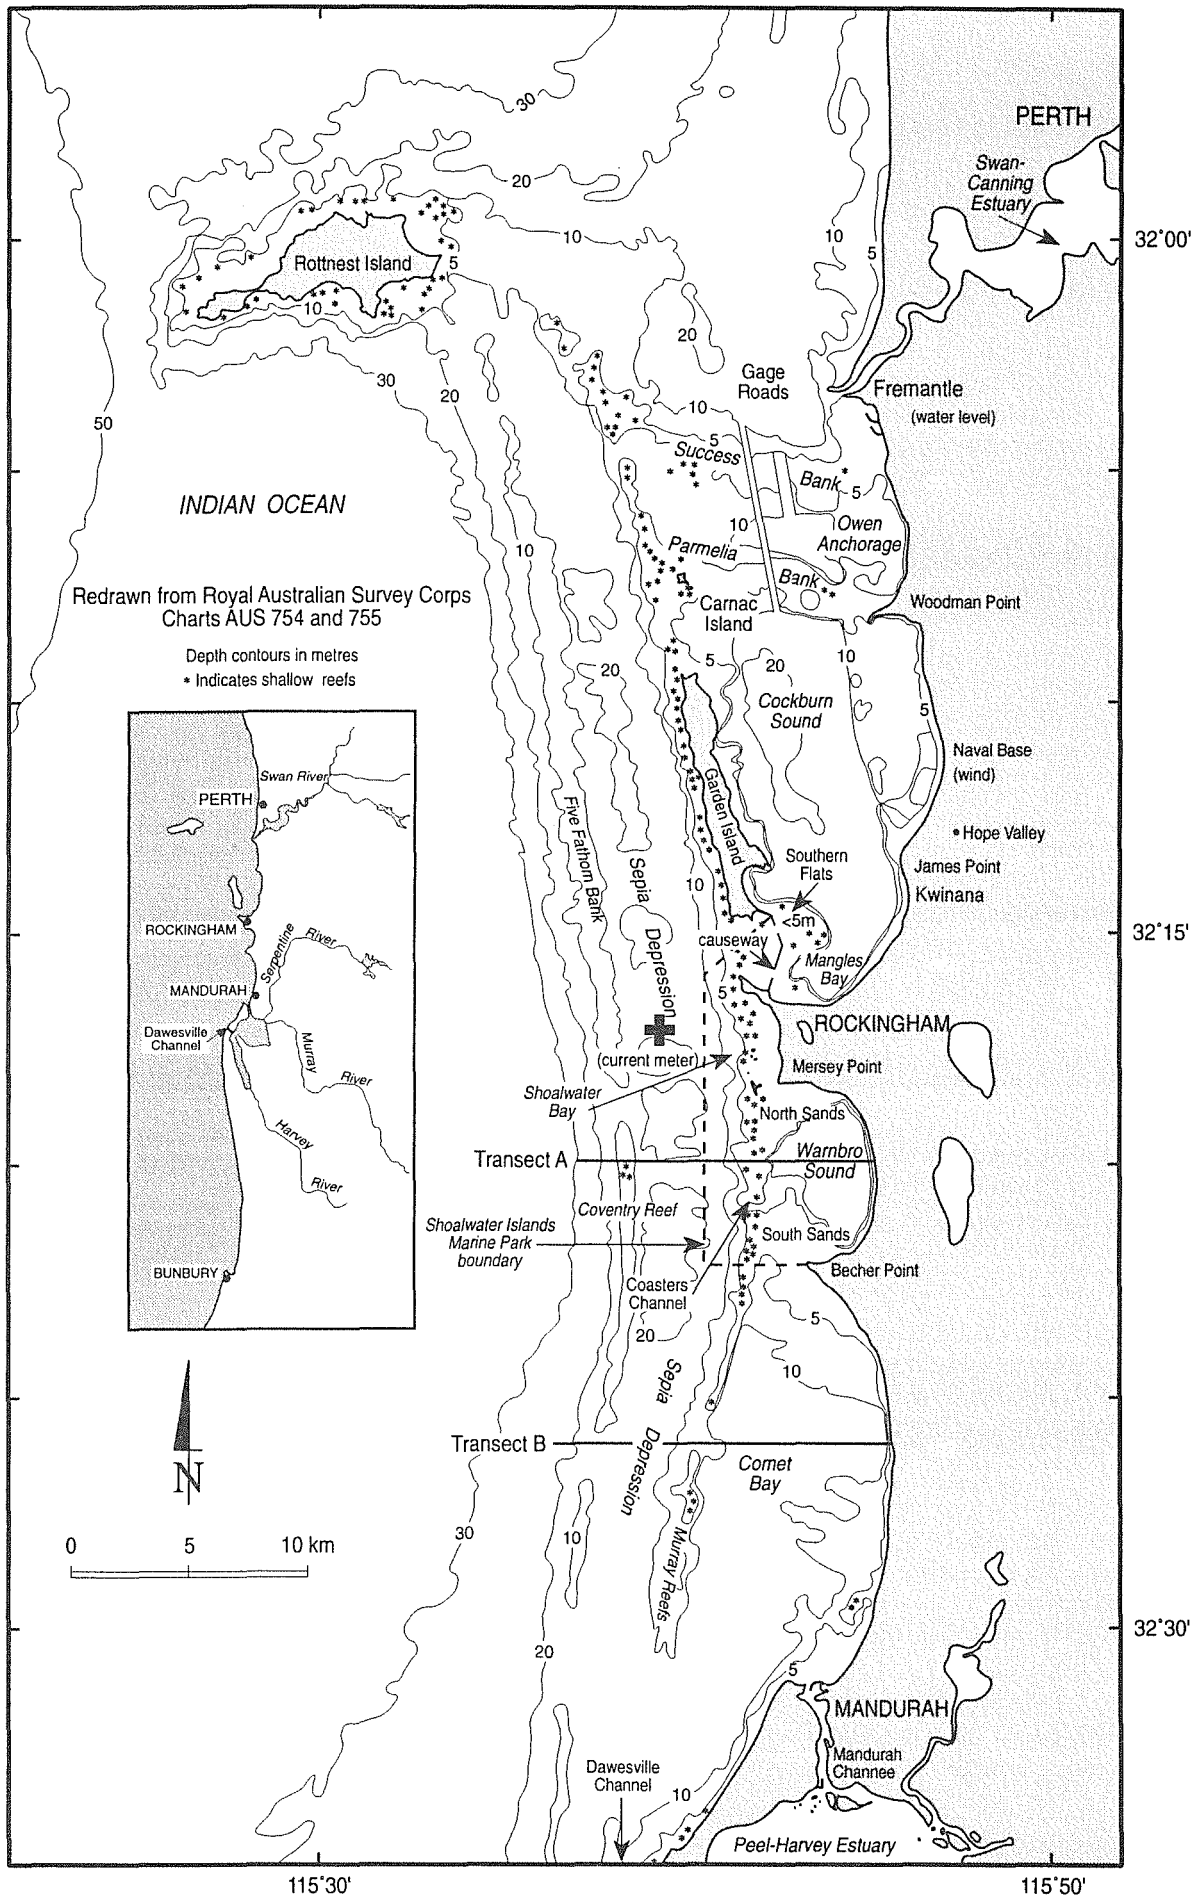 PERTH
Swan-
Canning
Estuary
30
20
10
10
5
32°00'
Rottnest Island
5
10
20
30
20
50
Gage
Roads
Fremantle
(water level)
10
5
Success
Bank
5
INDIAN OCEAN
10
Owen
Anchorage
10
Parmelia
Bank
Redrawn from Royal Australian Survey Corps
Charts AUS 754 and 755
Carnac
Island
Woodman Point
Depth contours in metres
* Indicates shallow reefs
20
5
20
10
Cockburn
Sound
5
Naval Base
(wind)
Garden Island
Five Fathom Bank
Hope Valley
Sepia
Depression
10
Southern
Flats
James Point
Kwinana
<5m
causeway
Mangles
Bay
32°15'
5
ROCKINGHAM
(current meter)
Mersey Point
Shoalwater
Bay
North Sands
Transect A
Warnbro
Sound
Coventry Reef
Shoalwater Islands
Marine Park
boundary
South Sands
Becher Point
Coasters
Channel
20
5
10
Sepia
Depression
Transect B
Comet
Bay
30
10
Murray Reefs
20
5
32°30'
MANDURAH
Mandurah
Channee
Dawesville
Channel
10
Peel-Harvey Estuary
115°30'
115°50'
Swan River
PERTH
ROCKINGHAM
Serpentine
River
MANDURAH
Dawesville
Channel
Murray
River
Harvey
River
BUNBURY
N
0 5 10 km